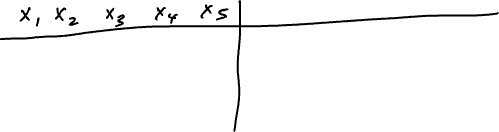 x₁ x₂ x₃ x₄ x₅